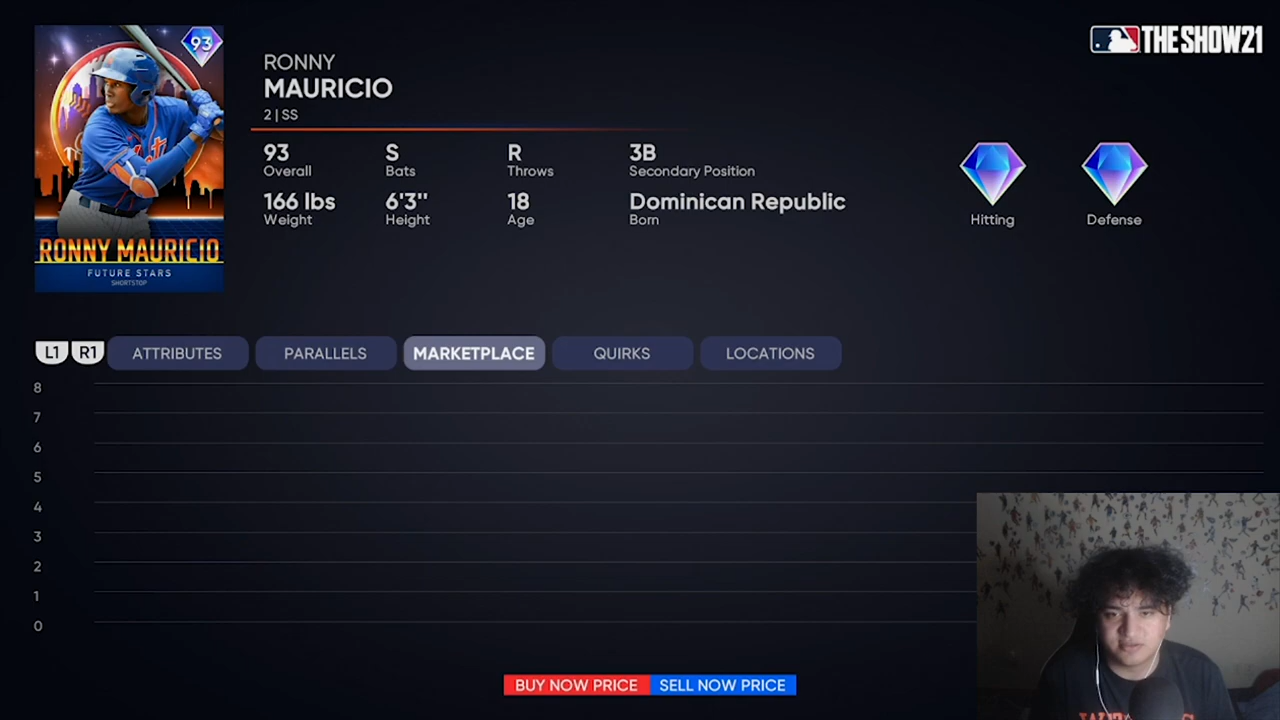 93
RONNY MAURICIO
FUTURE STARS
SHORTSTOP
RONNY
MAURICIO
2 | SS
93 S R 3B
Overall Bats Throws Secondary Position
166 lbs 6'3'' 18 Dominican Republic
Weight Height Age Born
Hitting Defense
THE SHOW21
L1 R1 ATTRIBUTES PARALLELS MARKETPLACE QUIRKS LOCATIONS
8
7
6
5
4
3
2
1
0
BUY NOW PRICE SELL NOW PRICE